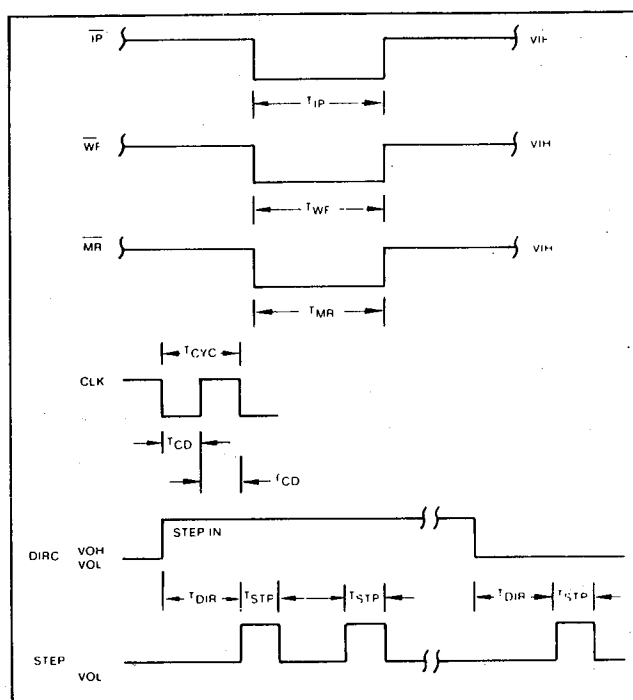 IP VIH
TIP
WF VIH
TWF
MR VIH
TMR
TCYC
CLK
TCD
TCD
STEP IN
DIRC VOH
VOL
TDIR TSTP TSTP TDIR TSTP
STEP
VOL